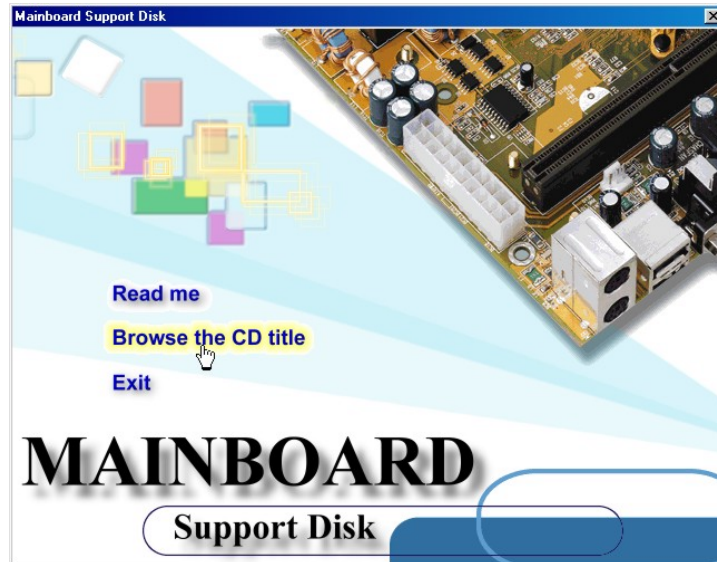 Mainboard Support Disk
Read me
Browse the CD title
Exit
MAINBOARD
Support Disk